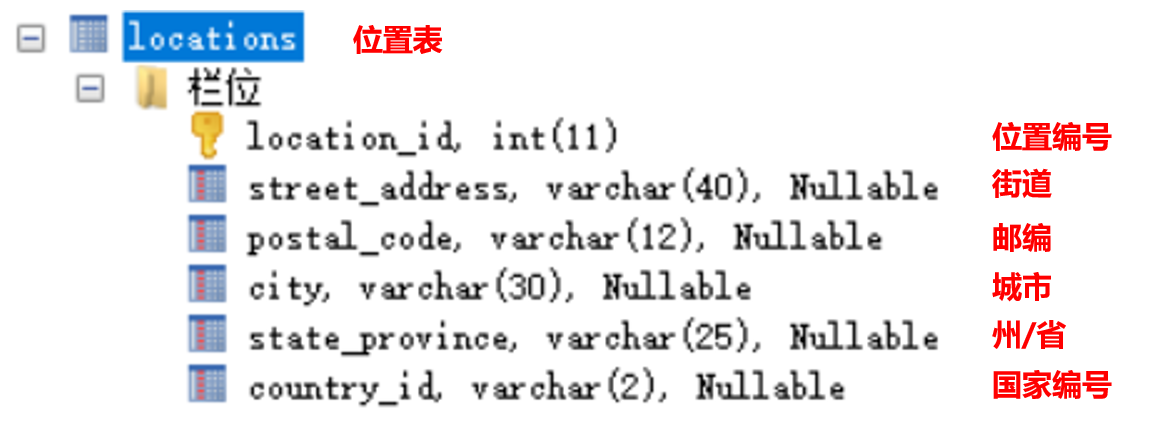 locations 位置表
栏位
location_id, int(11) 位置编号
street_address, varchar(40), Nullable 街道
postal_code, varchar(12), Nullable 邮编
city, varchar(30), Nullable 城市
state_province, varchar(25), Nullable 州/省
country_id, varchar(2), Nullable 国家编号